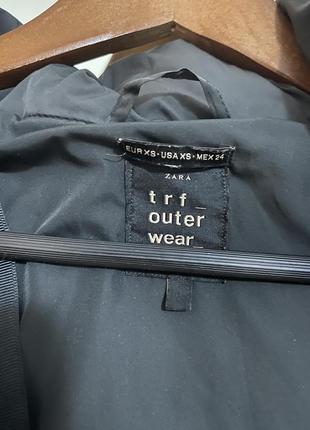 EUR XS • USA XS • MEX 24
ZARA
trf_
outer
wear_